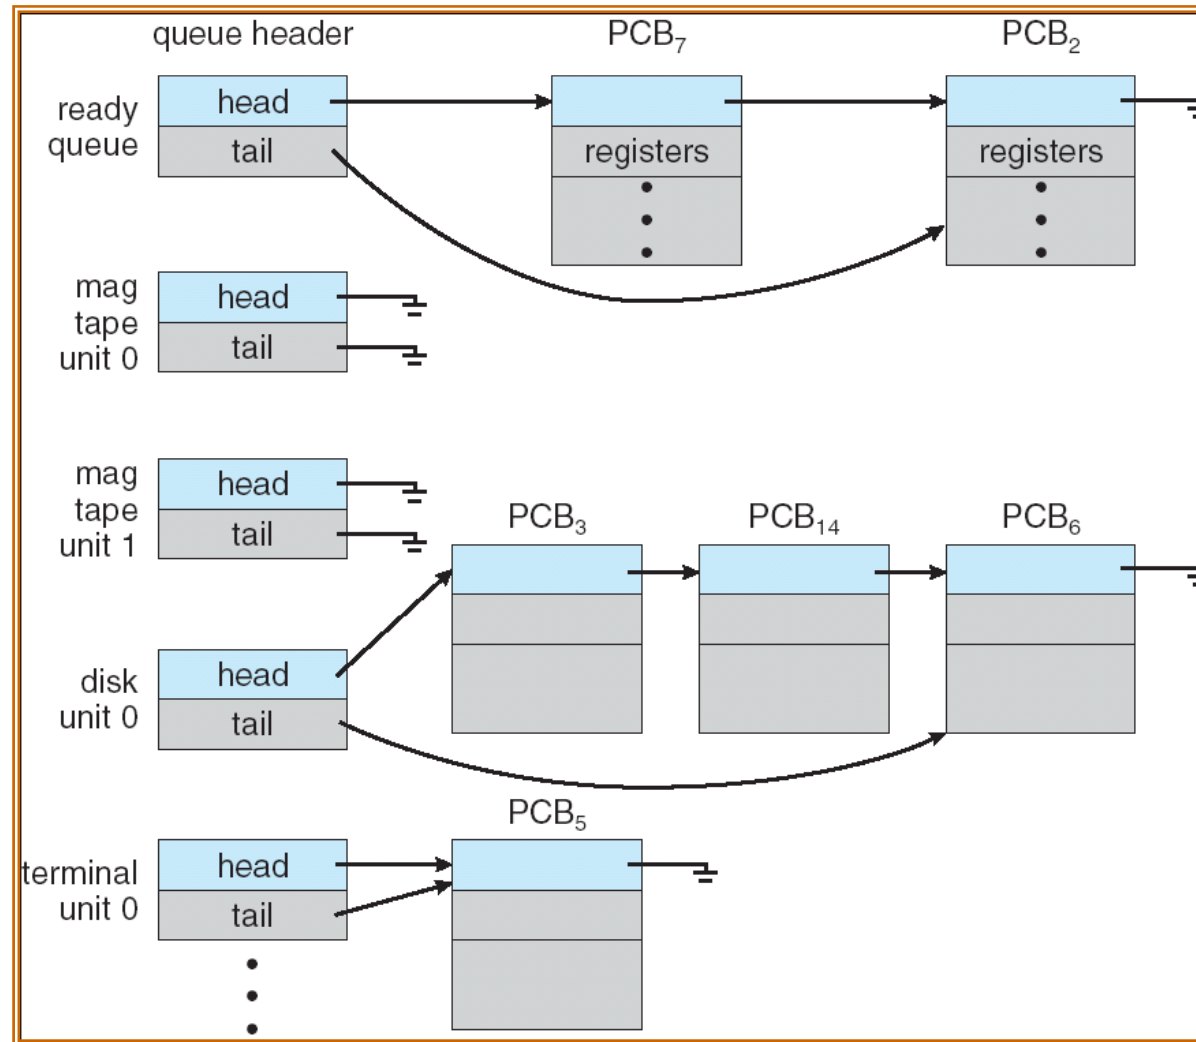 queue header
PCB₇
PCB₂
ready
queue
head
tail
registers
registers
mag
tape
unit 0
head
tail
mag
tape
unit 1
head
tail
PCB₃
PCB₁₄
PCB₆
disk
unit 0
head
tail
PCB₅
terminal
unit 0
head
tail